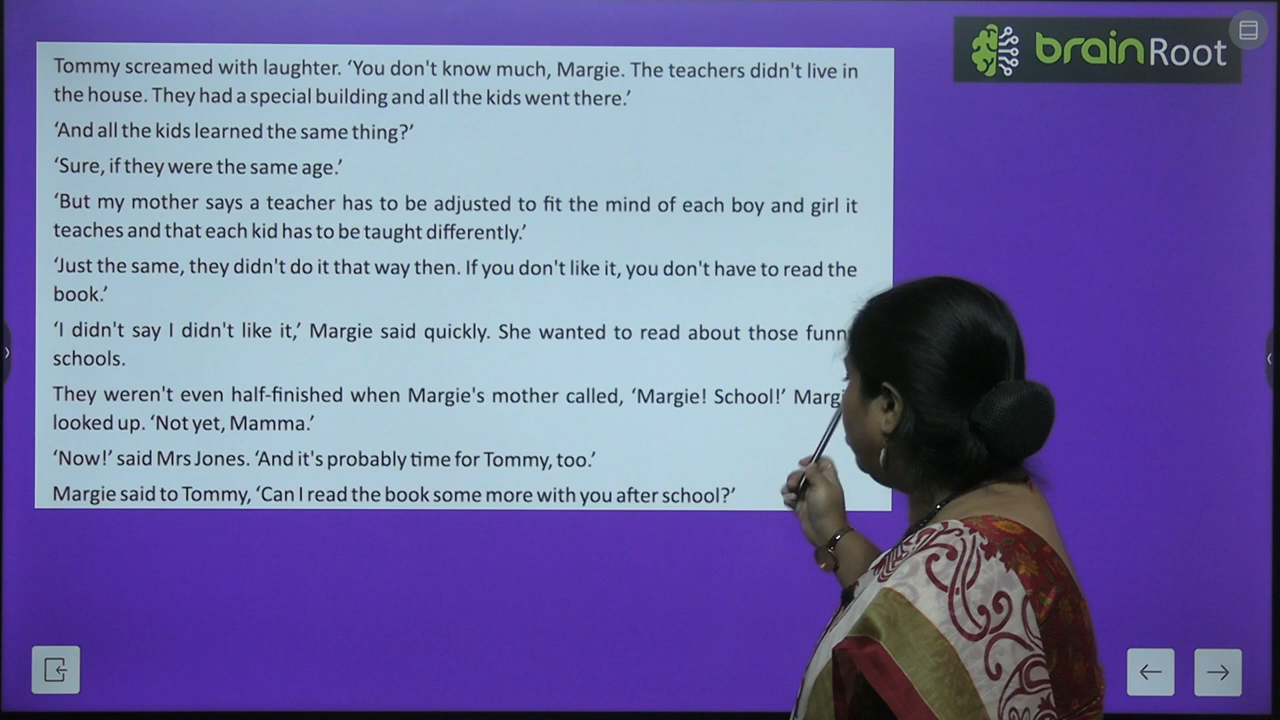 brainRoot
Tommy screamed with laughter. ‘You don't know much, Margie. The teachers didn't live in
the house. They had a special building and all the kids went there.’
‘And all the kids learned the same thing?’
‘Sure, if they were the same age.’
‘But my mother says a teacher has to be adjusted to fit the mind of each boy and girl it
teaches and that each kid has to be taught differently.’
‘Just the same, they didn't do it that way then. If you don't like it, you don't have to read the
book.’
‘I didn't say I didn't like it,’ Margie said quickly. She wanted to read about those funn
schools.
They weren't even half-finished when Margie's mother called, ‘Margie! School!’ Marg
looked up. ‘Not yet, Mamma.’
‘Now!’ said Mrs Jones. ‘And it's probably time for Tommy, too.’
Margie said to Tommy, ‘Can I read the book some more with you after school?’